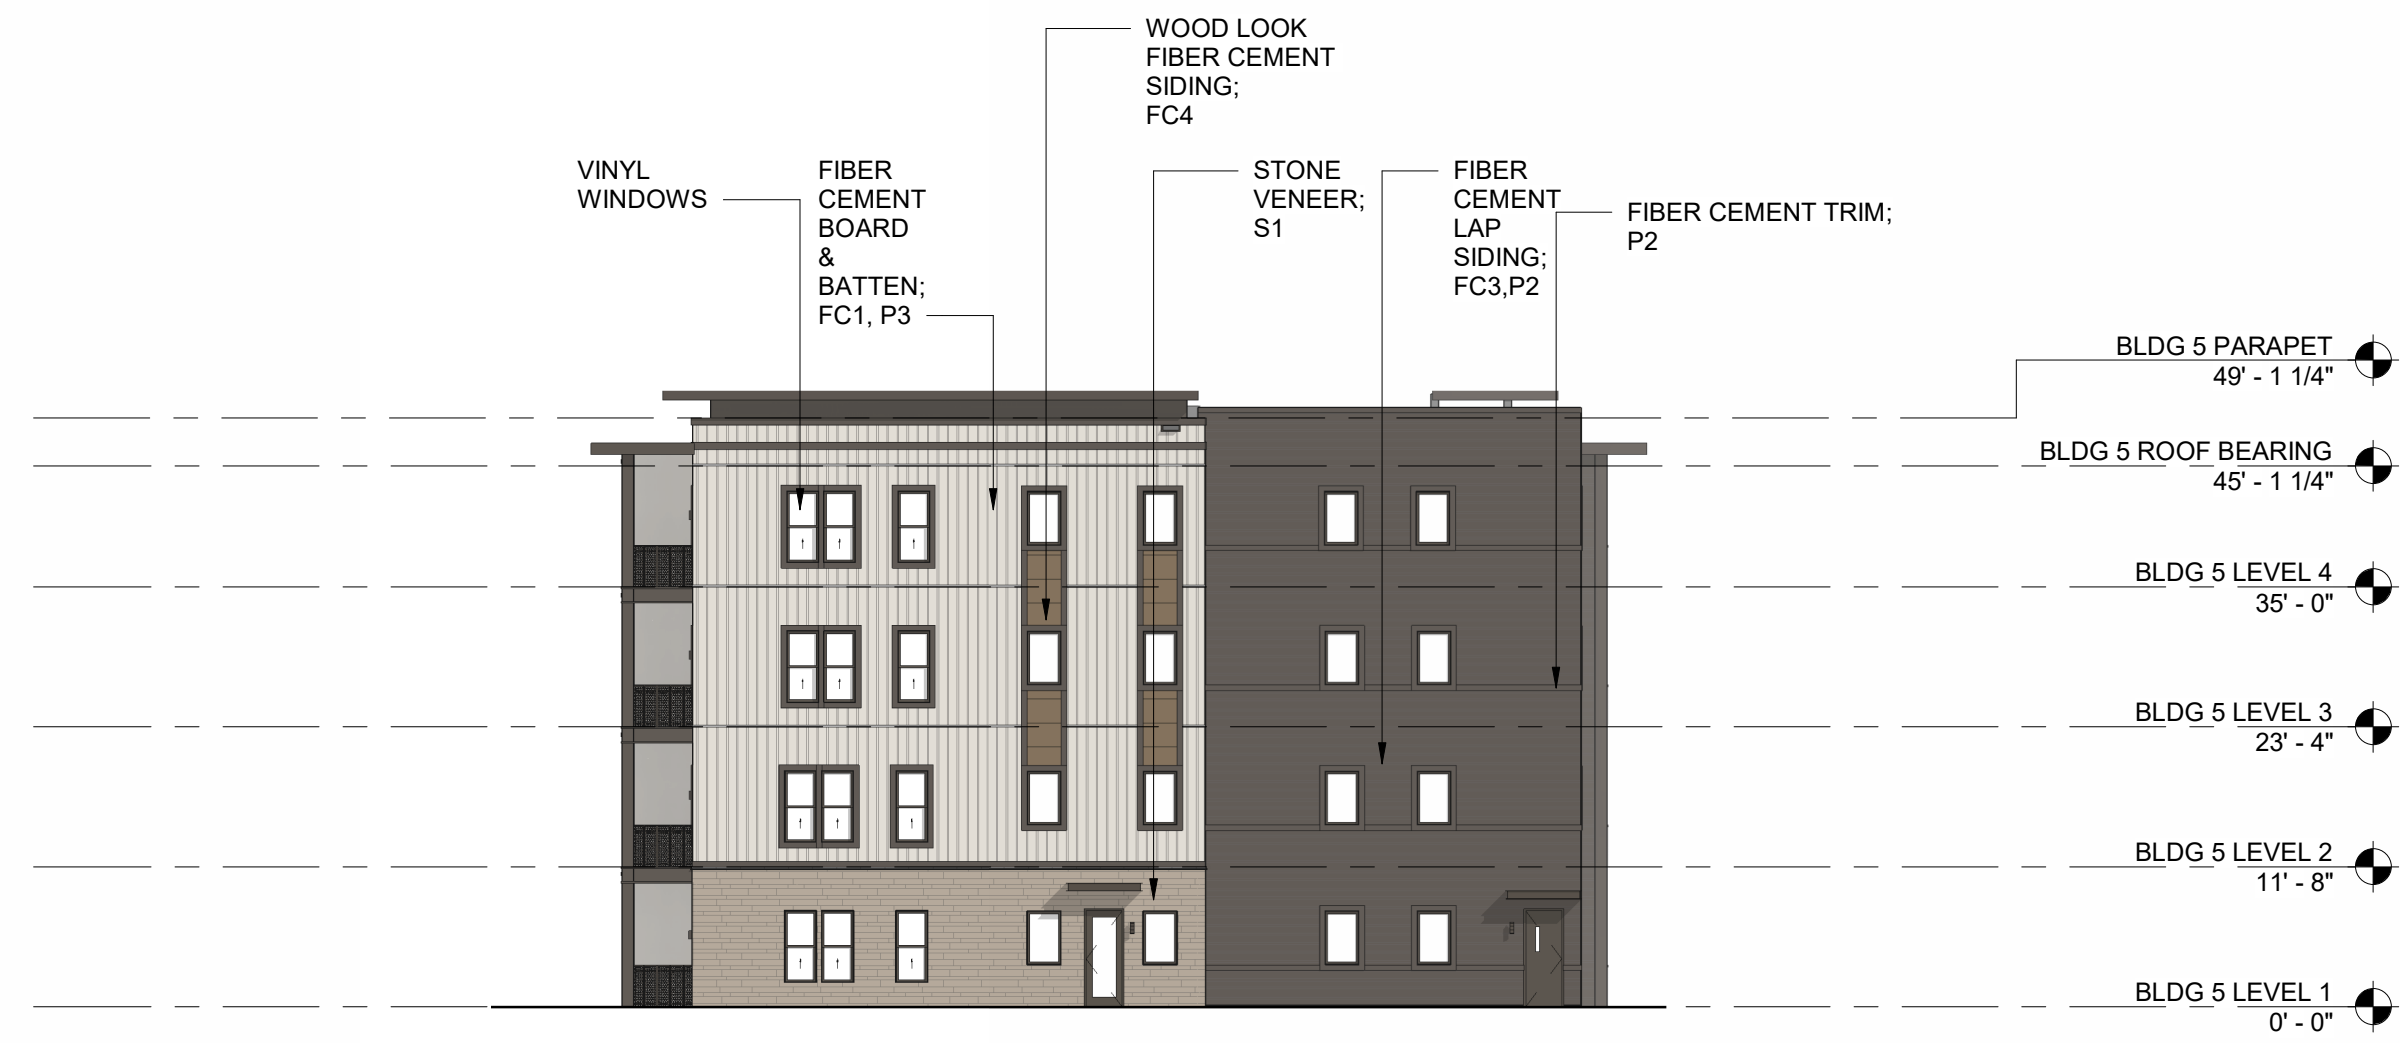 WOOD LOOK
FIBER CEMENT
SIDING;
FC4
VINYL
WINDOWS
FIBER
CEMENT
BOARD
&
BATTEN;
FC1, P3
STONE
VENEER;
S1
FIBER
CEMENT
LAP
SIDING;
FC3,P2
FIBER CEMENT TRIM;
P2
BLDG 5 PARAPET
49' - 1 1/4"
BLDG 5 ROOF BEARING
45' - 1 1/4"
BLDG 5 LEVEL 4
35' - 0"
BLDG 5 LEVEL 3
23' - 4"
BLDG 5 LEVEL 2
11' - 8"
BLDG 5 LEVEL 1
0' - 0"